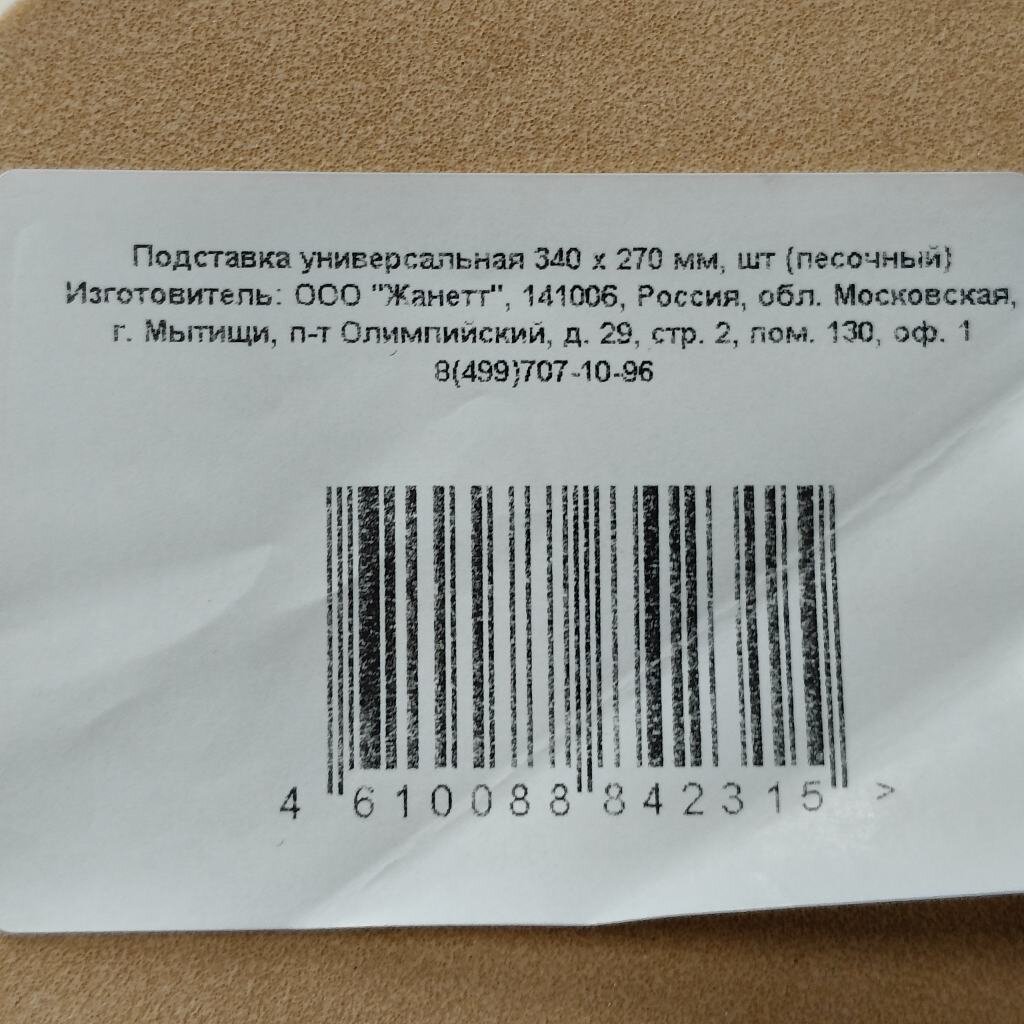 Подставка универсальная 340 x 270 мм, шт (песочный)
Изготовитель: ООО "Жанетт", 141006, Россия, обл. Московская,
г. Мытищи, п-т Олимпийский, д. 29, стр. 2, пом. 130, оф. 1
8(499)707-10-96
4 610088 842315 >